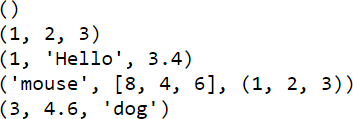 ()
(1, 2, 3)
(1, 'Hello', 3.4)
('mouse', [8, 4, 6], (1, 2, 3))
(3, 4.6, 'dog')